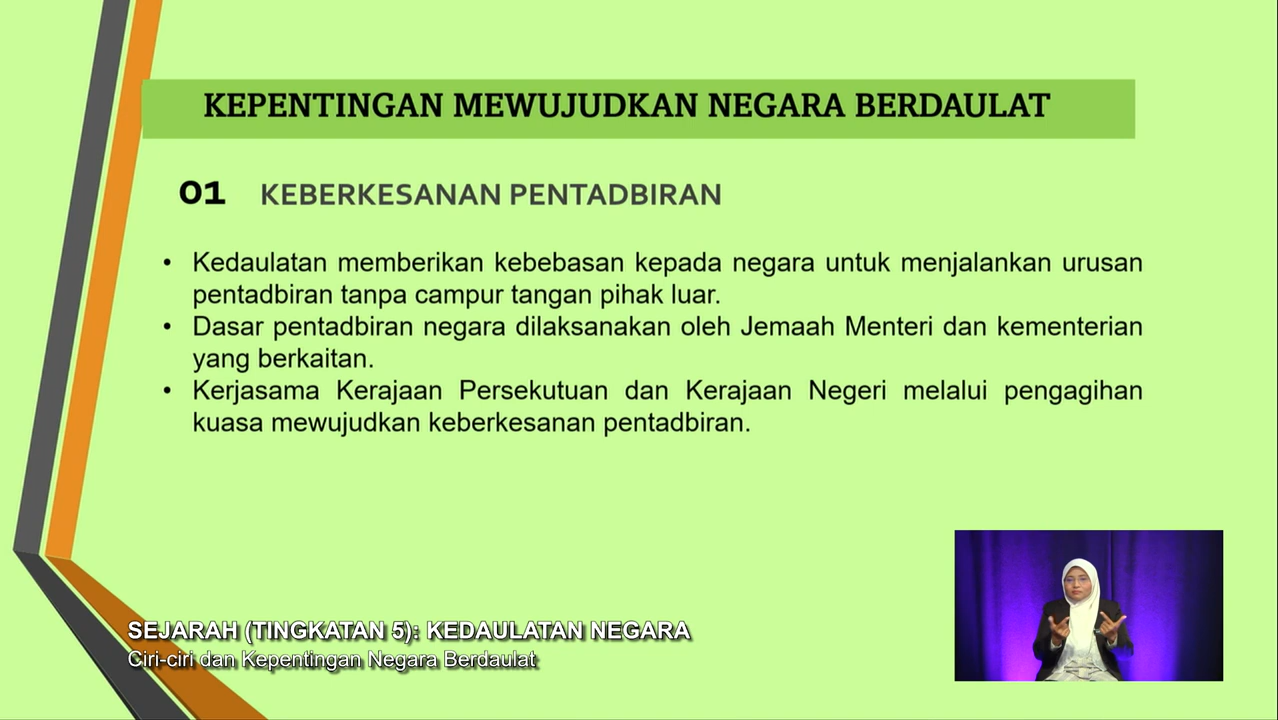 KEPENTINGAN MEWUJUDKAN NEGARA BERDAULAT
01 KEBERKESANAN PENTADBIRAN
• Kedaulatan memberikan kebebasan kepada negara untuk menjalankan urusan
pentadbiran tanpa campur tangan pihak luar.
• Dasar pentadbiran negara dilaksanakan oleh Jemaah Menteri dan kementerian
yang berkaitan.
• Kerjasama Kerajaan Persekutuan dan Kerajaan Negeri melalui pengagihan
kuasa mewujudkan keberkesanan pentadbiran.
SEJARAH (TINGKATAN 5): KEDAULATAN NEGARA
Ciri-ciri dan Kepentingan Negara Berdaulat